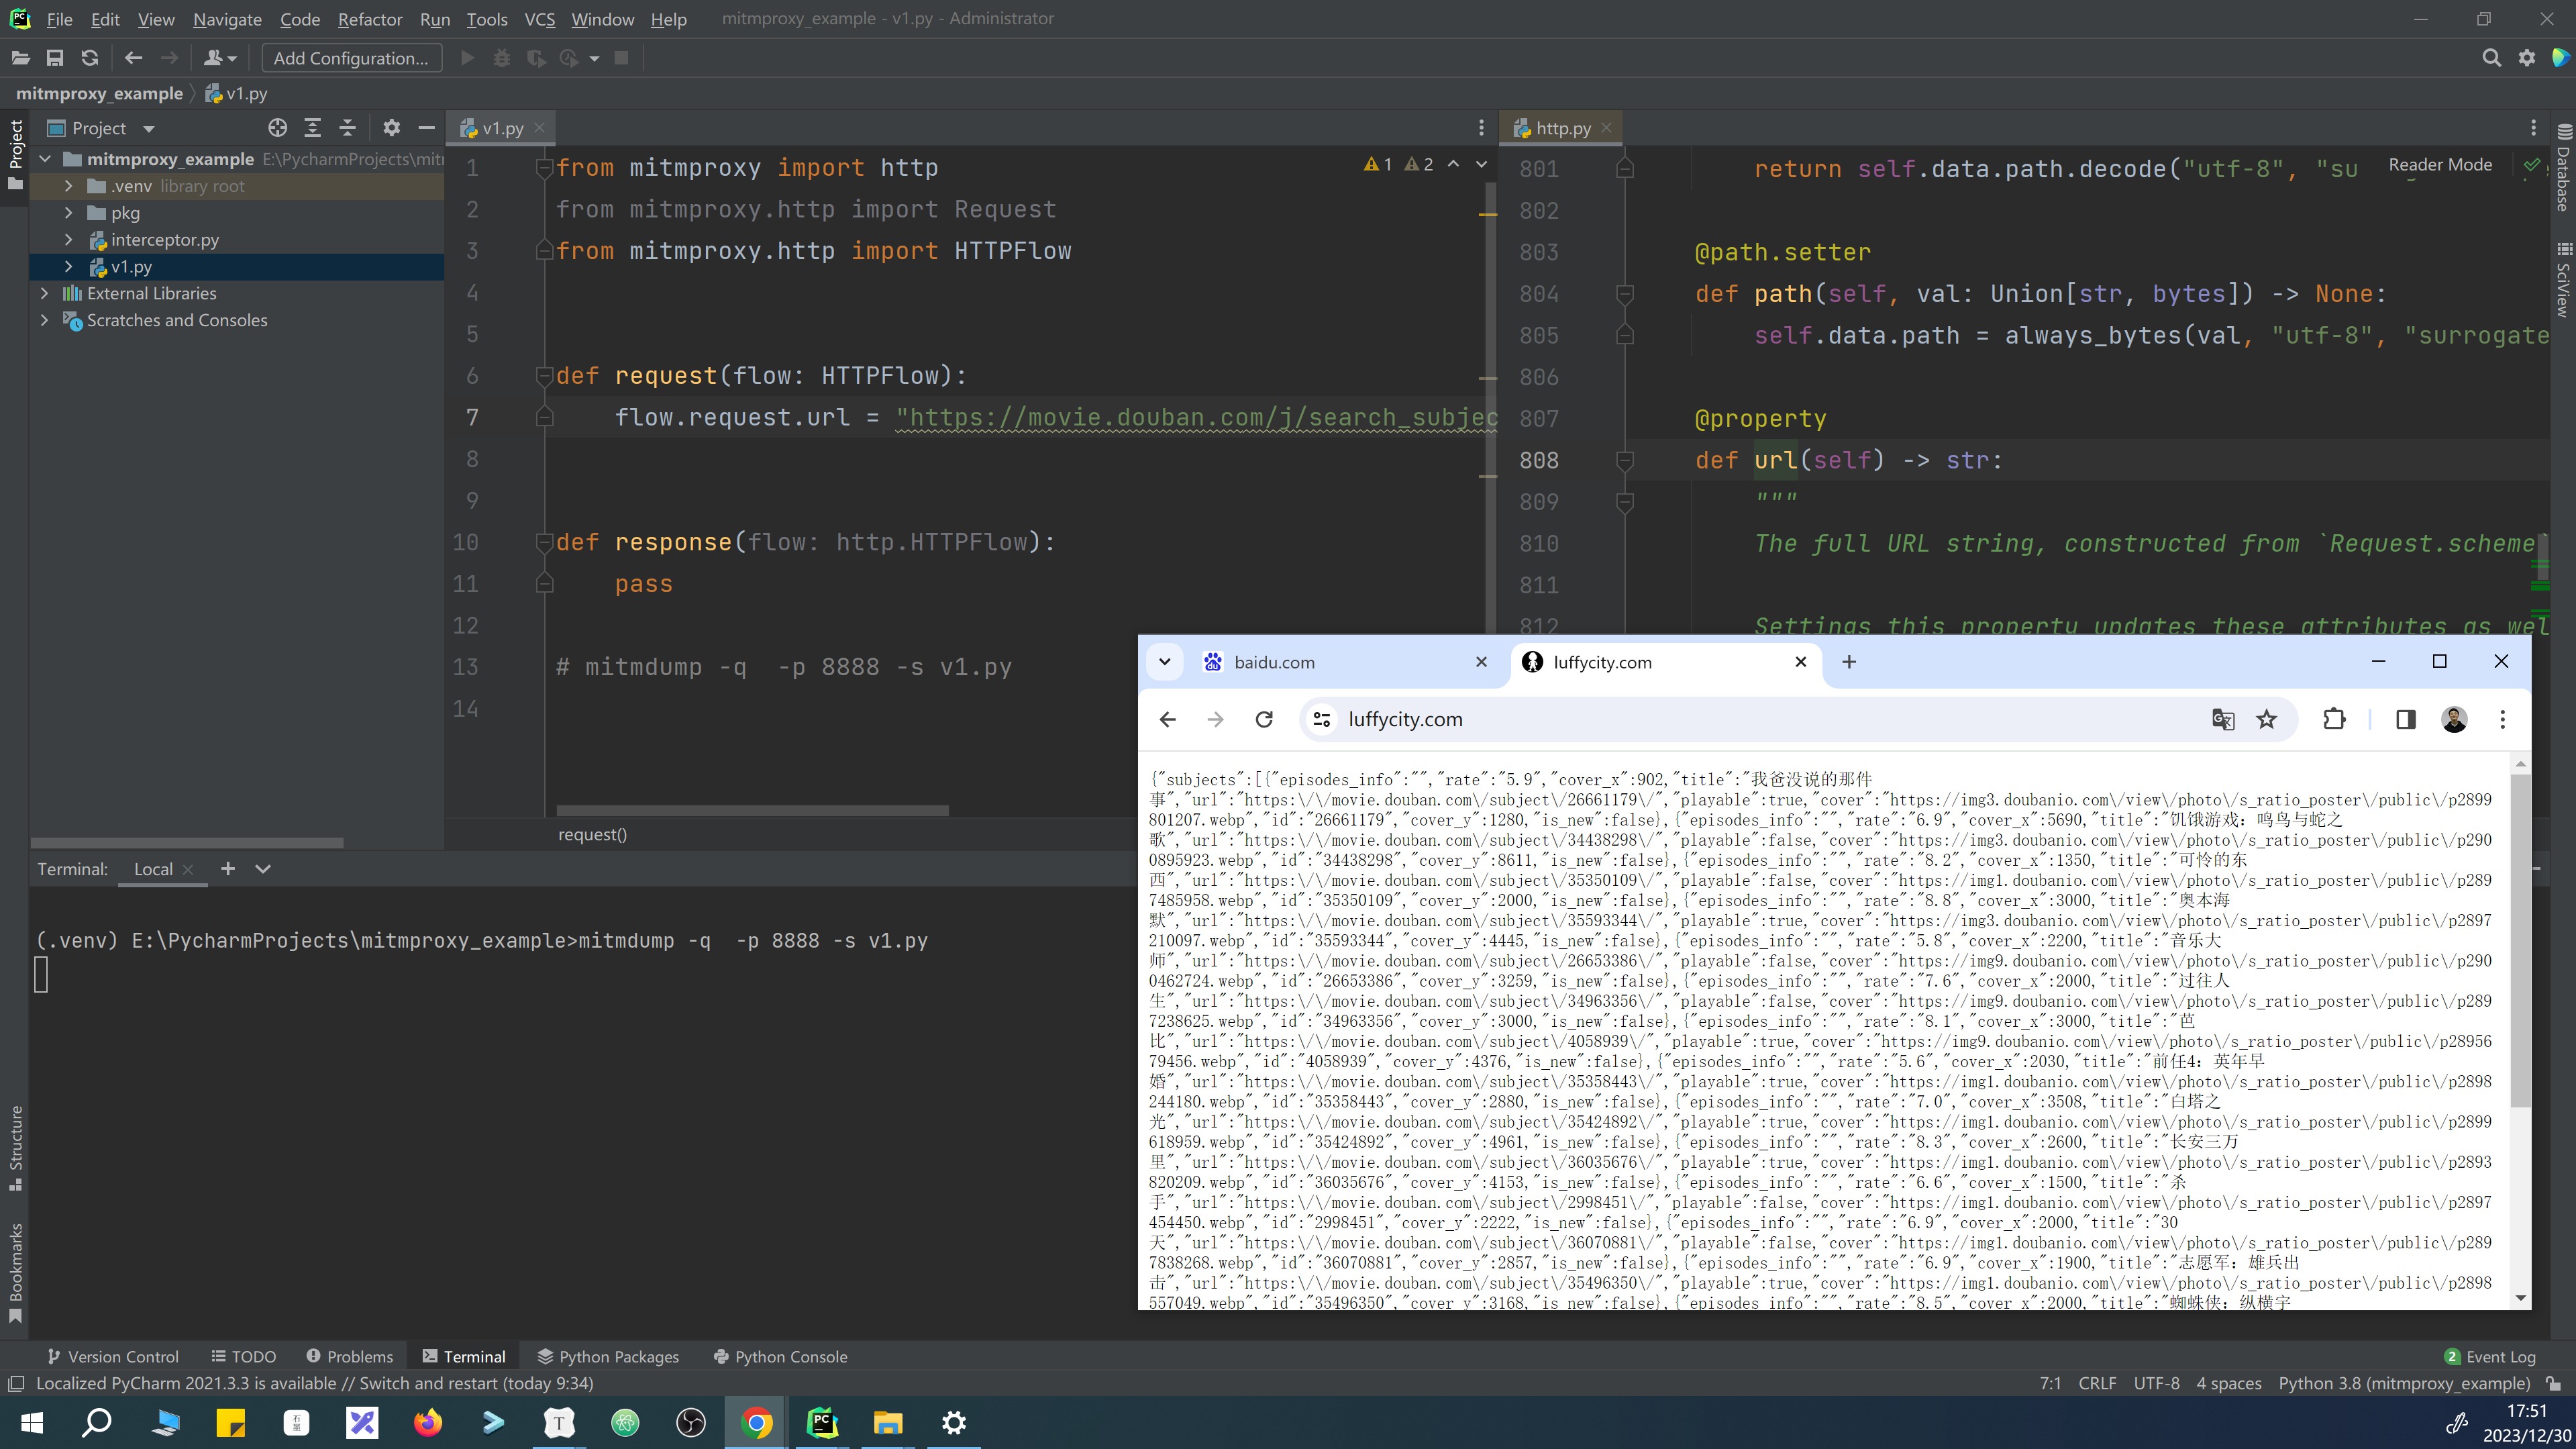 File Edit View Navigate Code Refactor Run Tools VCS Window Help mitmproxy_example - v1.py - Administrator
Add Configuration...
mitmproxy_example v1.py
Project
Project
mitmproxy_example E:\PycharmProjects\mitr
.venv library root
pkg
interceptor.py
v1.py
External Libraries
Scratches and Consoles
v1.py
1 from mitmproxy import http
2 from mitmproxy.http import Request
3 from mitmproxy.http import HTTPFlow
4
5
6 def request(flow: HTTPFlow):
7 flow.request.url = "https://movie.douban.com/j/search_subjec
8
9
10 def response(flow: http.HTTPFlow):
11 pass
12
13 # mitmdump -q  -p 8888 -s v1.py
14
1 2
request()
http.py
Reader Mode
801 return self.data.path.decode("utf-8", "su
802
803 @path.setter
804 def path(self, val: Union[str, bytes]) -> None:
805 self.data.path = always_bytes(val, "utf-8", "surrogate
806
807 @property
808 def url(self) -> str:
809 """
810 The full URL string, constructed from `Request.scheme`
811
812 Settings this property updates these attributes as wel
Database
SciView
Terminal: Local
(.venv) E:\PycharmProjects\mitmproxy_example>mitmdump -q  -p 8888 -s v1.py
baidu.com luffycity.com
luffycity.com
{"subjects":[{"episodes_info":"","rate":"5.9","cover_x":902,"title":"我爸没说的那件
事","url":"https:\/\/movie.douban.com\/subject\/26661179\/","playable":true,"cover":"https://img3.doubanio.com\/view\/photo\/s_ratio_poster\/public\/p2899
801207.webp","id":"26661179","cover_y":1280,"is_new":false},{"episodes_info":"","rate":"6.9","cover_x":5690,"title":"饥饿游戏：鸣鸟与蛇之
歌","url":"https:\/\/movie.douban.com\/subject\/34438298\/","playable":false,"cover":"https://img3.doubanio.com\/view\/photo\/s_ratio_poster\/public\/p290
0895923.webp","id":"34438298","cover_y":8611,"is_new":false},{"episodes_info":"","rate":"8.2","cover_x":1350,"title":"可怜的东
西","url":"https:\/\/movie.douban.com\/subject\/35350109\/","playable":false,"cover":"https://img1.doubanio.com\/view\/photo\/s_ratio_poster\/public\/p289
7485958.webp","id":"35350109","cover_y":2000,"is_new":false},{"episodes_info":"","rate":"8.8","cover_x":3000,"title":"奥本海
默","url":"https:\/\/movie.douban.com\/subject\/35593344\/","playable":true,"cover":"https://img3.doubanio.com\/view\/photo\/s_ratio_poster\/public\/p2897
210097.webp","id":"35593344","cover_y":4445,"is_new":false},{"episodes_info":"","rate":"5.8","cover_x":2200,"title":"音乐大
师","url":"https:\/\/movie.douban.com\/subject\/26653386\/","playable":false,"cover":"https://img9.doubanio.com\/view\/photo\/s_ratio_poster\/public\/p290
0462724.webp","id":"26653386","cover_y":3259,"is_new":false},{"episodes_info":"","rate":"7.6","cover_x":2000,"title":"过往人
生","url":"https:\/\/movie.douban.com\/subject\/34963356\/","playable":false,"cover":"https://img9.doubanio.com\/view\/photo\/s_ratio_poster\/public\/p289
7238625.webp","id":"34963356","cover_y":3000,"is_new":false},{"episodes_info":"","rate":"8.1","cover_x":3000,"title":"芭
比","url":"https:\/\/movie.douban.com\/subject\/4058939\/","playable":true,"cover":"https://img9.doubanio.com\/view\/photo\/s_ratio_poster\/public\/p28956
79456.webp","id":"4058939","cover_y":4376,"is_new":false},{"episodes_info":"","rate":"5.6","cover_x":2030,"title":"前任4：英年早
婚","url":"https:\/\/movie.douban.com\/subject\/35358443\/","playable":true,"cover":"https://img1.doubanio.com\/view\/photo\/s_ratio_poster\/public\/p2898
244180.webp","id":"35358443","cover_y":2880,"is_new":false},{"episodes_info":"","rate":"7.0","cover_x":3508,"title":"白塔之
光","url":"https:\/\/movie.douban.com\/subject\/35424892\/","playable":true,"cover":"https://img1.doubanio.com\/view\/photo\/s_ratio_poster\/public\/p2899
618959.webp","id":"35424892","cover_y":4961,"is_new":false},{"episodes_info":"","rate":"8.3","cover_x":2600,"title":"长安三万
里","url":"https:\/\/movie.douban.com\/subject\/36035676\/","playable":true,"cover":"https://img1.doubanio.com\/view\/photo\/s_ratio_poster\/public\/p2893
820209.webp","id":"36035676","cover_y":4153,"is_new":false},{"episodes_info":"","rate":"6.6","cover_x":1500,"title":"杀
手","url":"https:\/\/movie.douban.com\/subject\/2998451\/","playable":false,"cover":"https://img1.doubanio.com\/view\/photo\/s_ratio_poster\/public\/p2897
454450.webp","id":"2998451","cover_y":2222,"is_new":false},{"episodes_info":"","rate":"6.9","cover_x":2000,"title":"30
天","url":"https:\/\/movie.douban.com\/subject\/36070881\/","playable":false,"cover":"https://img1.doubanio.com\/view\/photo\/s_ratio_poster\/public\/p289
7838268.webp","id":"36070881","cover_y":2857,"is_new":false},{"episodes_info":"","rate":"6.9","cover_x":1900,"title":"志愿军：雄兵出
击","url":"https:\/\/movie.douban.com\/subject\/35496350\/","playable":true,"cover":"https://img1.doubanio.com\/view\/photo\/s_ratio_poster\/public\/p2898
557049.webp","id":"35496350","cover_y":3168,"is_new":false},{"episodes_info":"","rate":"8.5","cover_x":2000,"title":"蜘蛛侠：纵横宇
Structure
Bookmarks
Version Control TODO Problems Terminal Python Packages Python Console 2 Event Log
Localized PyCharm 2021.3.3 is available // Switch and restart (today 9:34) 7:1 CRLF UTF-8 4 spaces Python 3.8 (mitmproxy_example)
17:51
2023/12/30